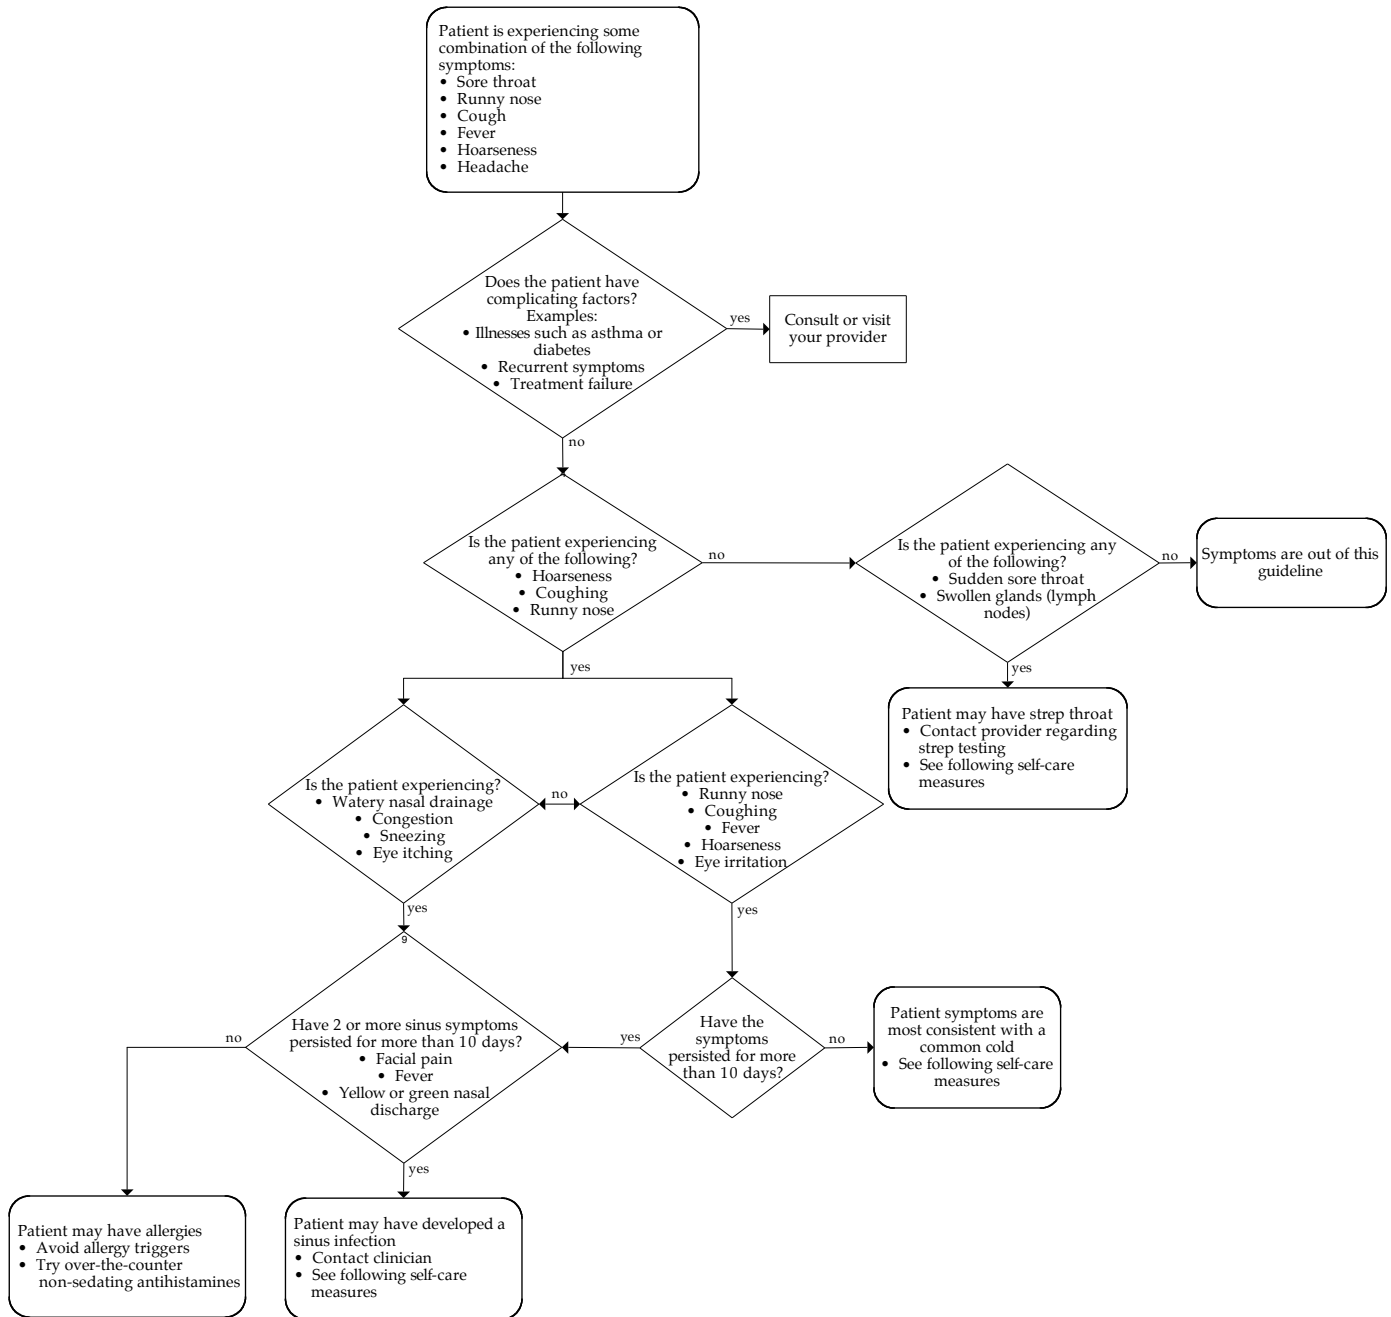 Patient is experiencing some
combination of the following
symptoms:
• Sore throat
• Runny nose
• Cough
• Fever
• Hoarseness
• Headache
Does the patient have
complicating factors?
Examples:
• Illnesses such as asthma or
diabetes
• Recurrent symptoms
• Treatment failure
yes
Consult or visit
your provider
no
Is the patient experiencing
any of the following?
• Hoarseness
• Coughing
• Runny nose
no
Is the patient experiencing any
of the following?
• Sudden sore throat
• Swollen glands (lymph
nodes)
no
Symptoms are out of this
guideline
yes
yes
Patient may have strep throat
• Contact provider regarding
strep testing
• See following self-care
measures
Is the patient experiencing?
• Watery nasal drainage
• Congestion
• Sneezing
• Eye itching
no
Is the patient experiencing?
• Runny nose
• Coughing
• Fever
• Hoarseness
• Eye irritation
yes
yes
9
Have 2 or more sinus symptoms
persisted for more than 10 days?
• Facial pain
• Fever
• Yellow or green nasal
discharge
no
yes
Have the
symptoms
persisted for more
than 10 days?
no
Patient symptoms are
most consistent with a
common cold
• See following self-care
measures
yes
Patient may have allergies
• Avoid allergy triggers
• Try over-the-counter
non-sedating antihistamines
Patient may have developed a
sinus infection
• Contact clinician
• See following self-care
measures